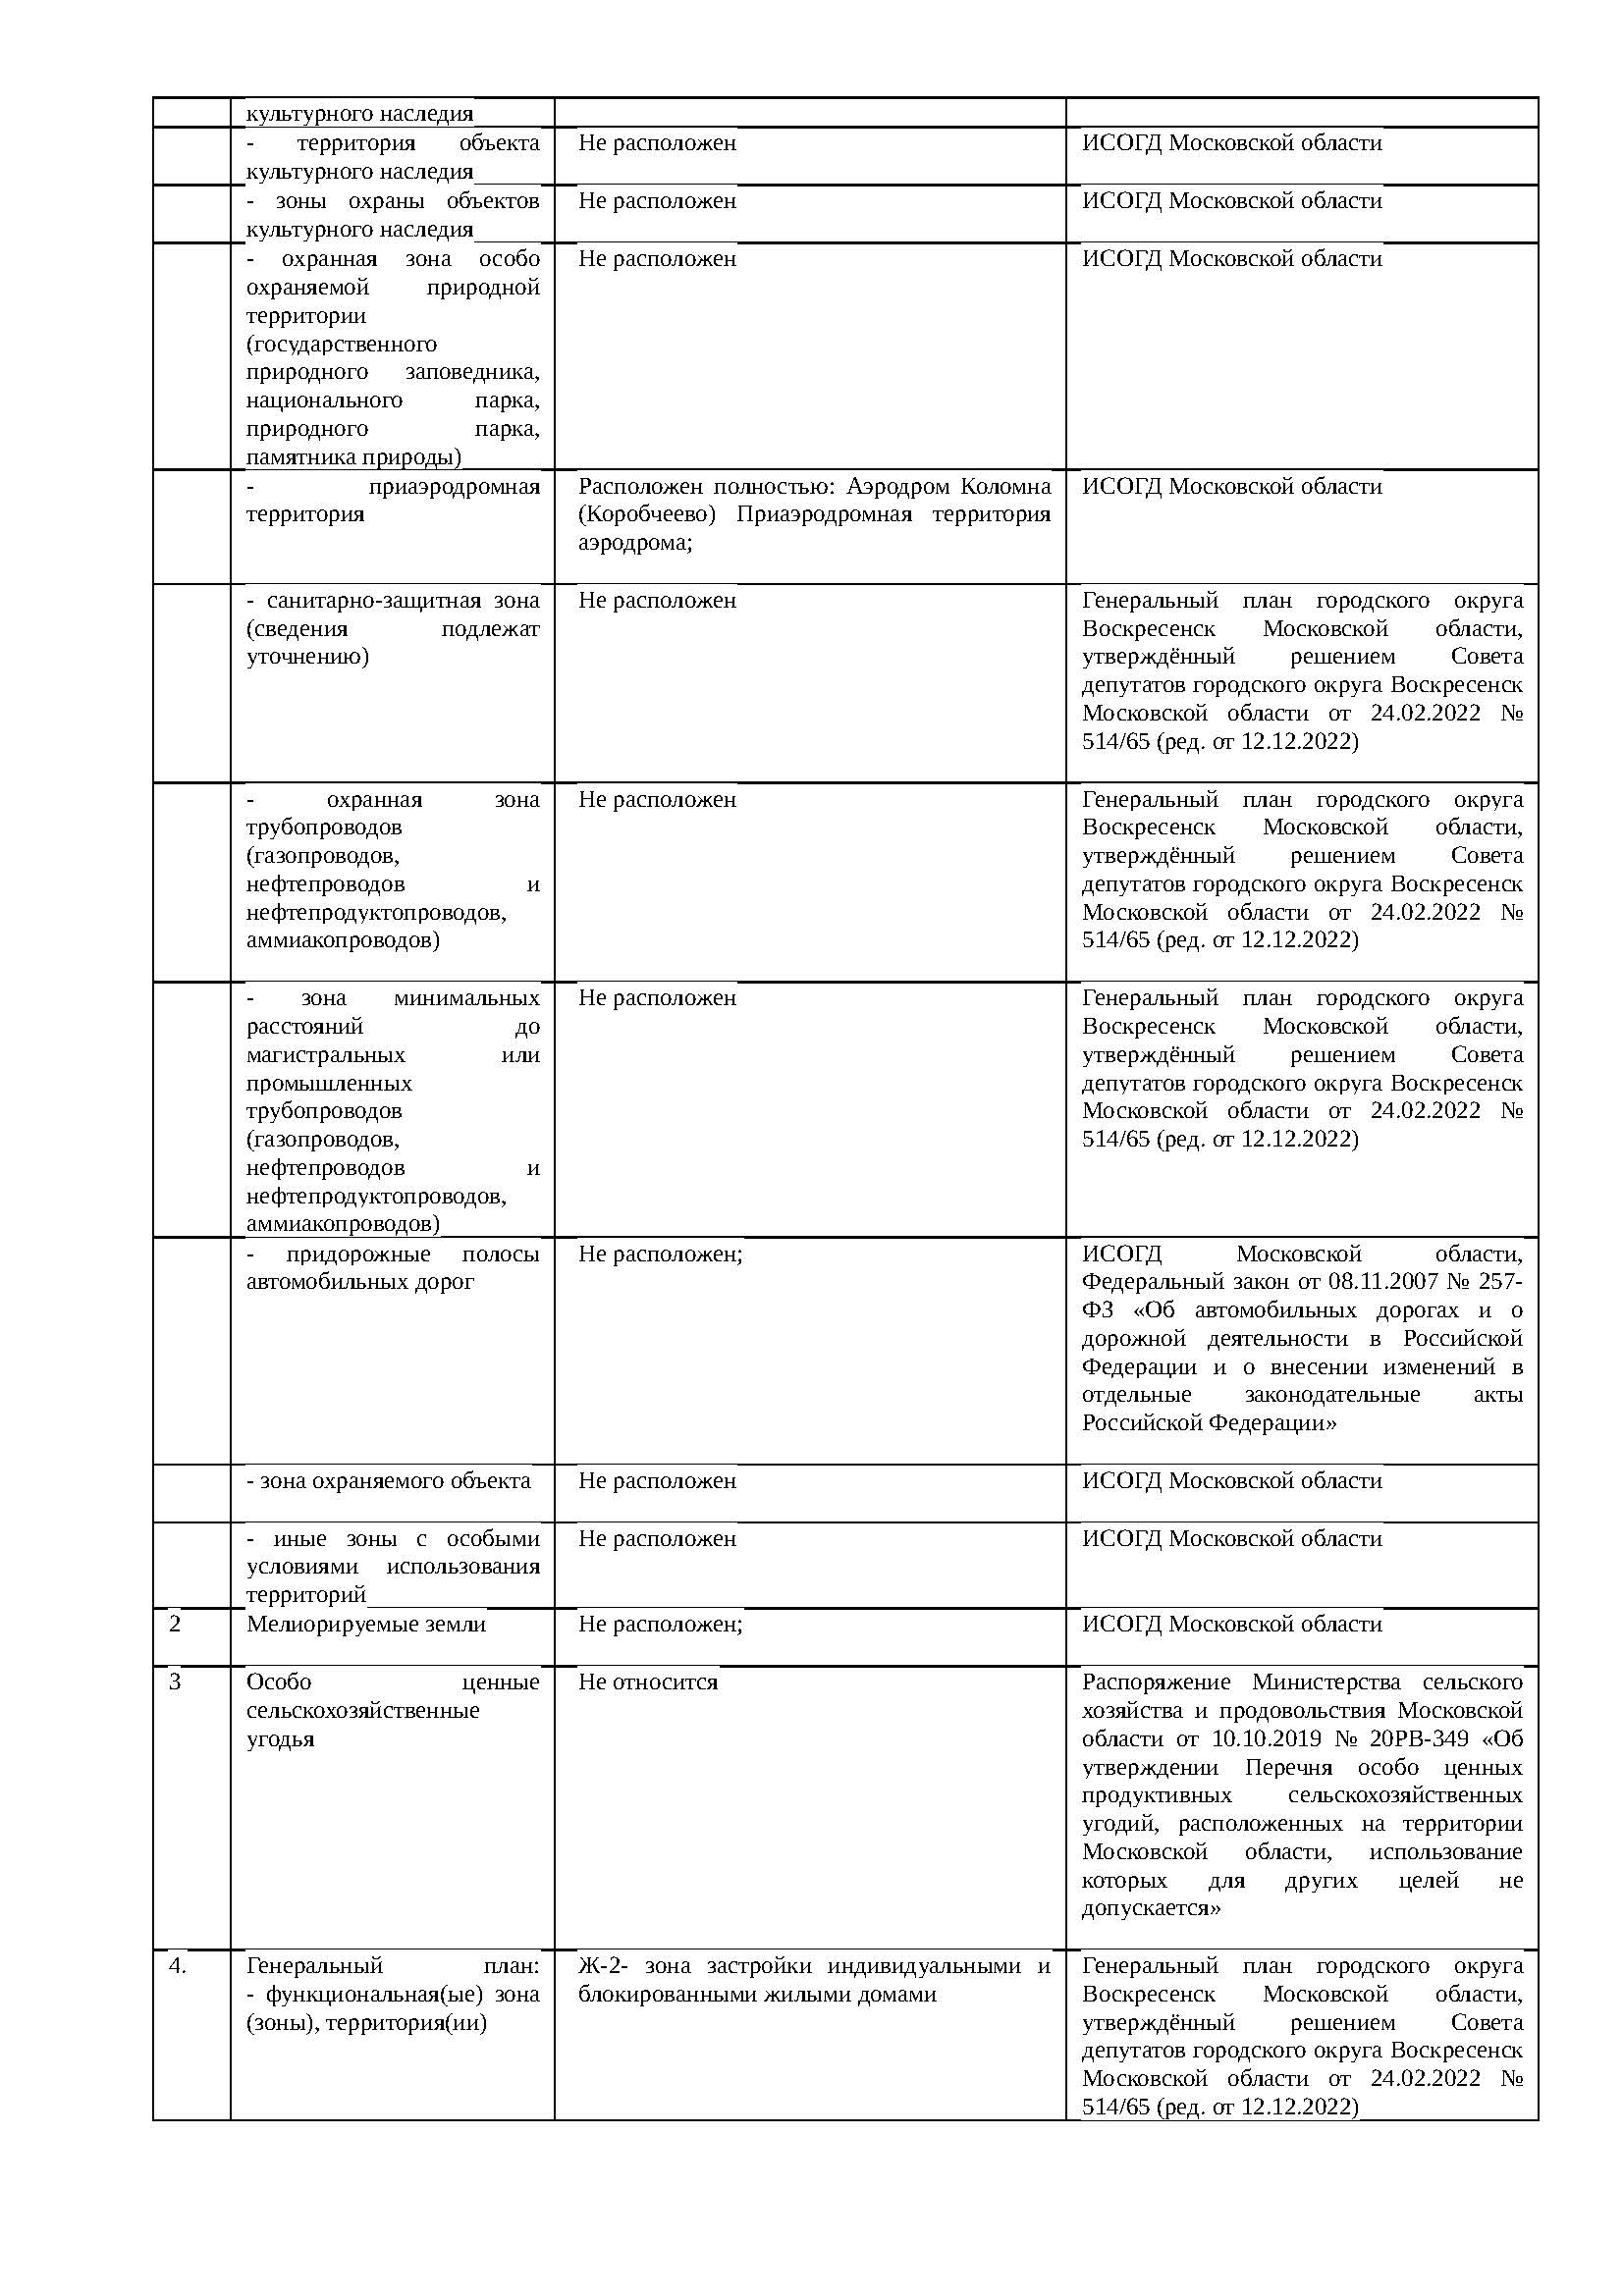 культурного наследия
- территория объекта
культурного наследия
Не расположен
ИСОГД Московской области
- зоны охраны объектов
культурного наследия
Не расположен
ИСОГД Московской области
- охранная зона особо
охраняемой природной
территории
(государственного
природного заповедника,
национального парка,
природного парка,
памятника природы)
Не расположен
ИСОГД Московской области
- приаэродромная
территория
Расположен полностью: Аэродром Коломна
(Коробчеево) Приаэродромная территория
аэродрома;
ИСОГД Московской области
- санитарно-защитная зона
(сведения подлежат
уточнению)
Не расположен
Генеральный план городского округа
Воскресенск Московской области,
утверждённый решением Совета
депутатов городского округа Воскресенск
Московской области от 24.02.2022 №
514/65 (ред. от 12.12.2022)
- охранная зона
трубопроводов
(газопроводов,
нефтепроводов и
нефтепродуктопроводов,
аммиакопроводов)
Не расположен
Генеральный план городского округа
Воскресенск Московской области,
утверждённый решением Совета
депутатов городского округа Воскресенск
Московской области от 24.02.2022 №
514/65 (ред. от 12.12.2022)
- зона минимальных
расстояний до
магистральных или
промышленных
трубопроводов
(газопроводов,
нефтепроводов и
нефтепродуктопроводов,
аммиакопроводов)
Не расположен
Генеральный план городского округа
Воскресенск Московской области,
утверждённый решением Совета
депутатов городского округа Воскресенск
Московской области от 24.02.2022 №
514/65 (ред. от 12.12.2022)
- придорожные полосы
автомобильных дорог
Не расположен;
ИСОГД Московской области,
Федеральный закон от 08.11.2007 № 257-
ФЗ «Об автомобильных дорогах и о
дорожной деятельности в Российской
Федерации и о внесении изменений в
отдельные законодательные акты
Российской Федерации»
- зона охраняемого объекта
Не расположен
ИСОГД Московской области
- иные зоны с особыми
условиями использования
территорий
Не расположен
ИСОГД Московской области
2
Мелиорируемые земли
Не расположен;
ИСОГД Московской области
3
Особо ценные
сельскохозяйственные
угодья
Не относится
Распоряжение Министерства сельского
хозяйства и продовольствия Московской
области от 10.10.2019 № 20РВ-349 «Об
утверждении Перечня особо ценных
продуктивных сельскохозяйственных
угодий, расположенных на территории
Московской области, использование
которых для других целей не
допускается»
4.
Генеральный план:
- функциональная(ые) зона
(зоны), территория(ии)
Ж-2- зона застройки индивидуальными и
блокированными жилыми домами
Генеральный план городского округа
Воскресенск Московской области,
утверждённый решением Совета
депутатов городского округа Воскресенск
Московской области от 24.02.2022 №
514/65 (ред. от 12.12.2022)